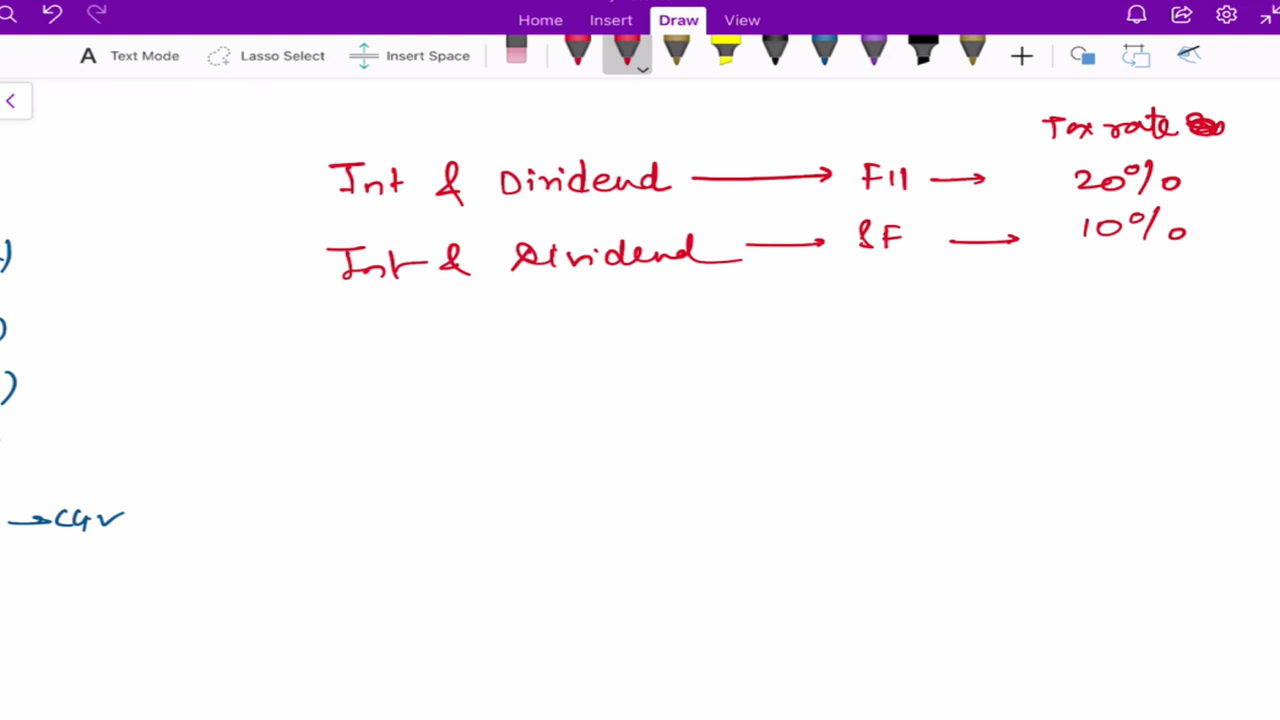 Home Insert Draw View
A Text Mode Lasso Select Insert Space
Tax rate
Int & Dividend → FII → 20%
Int & Dividend → SF → 10%
)
)
)
→ CG ✓